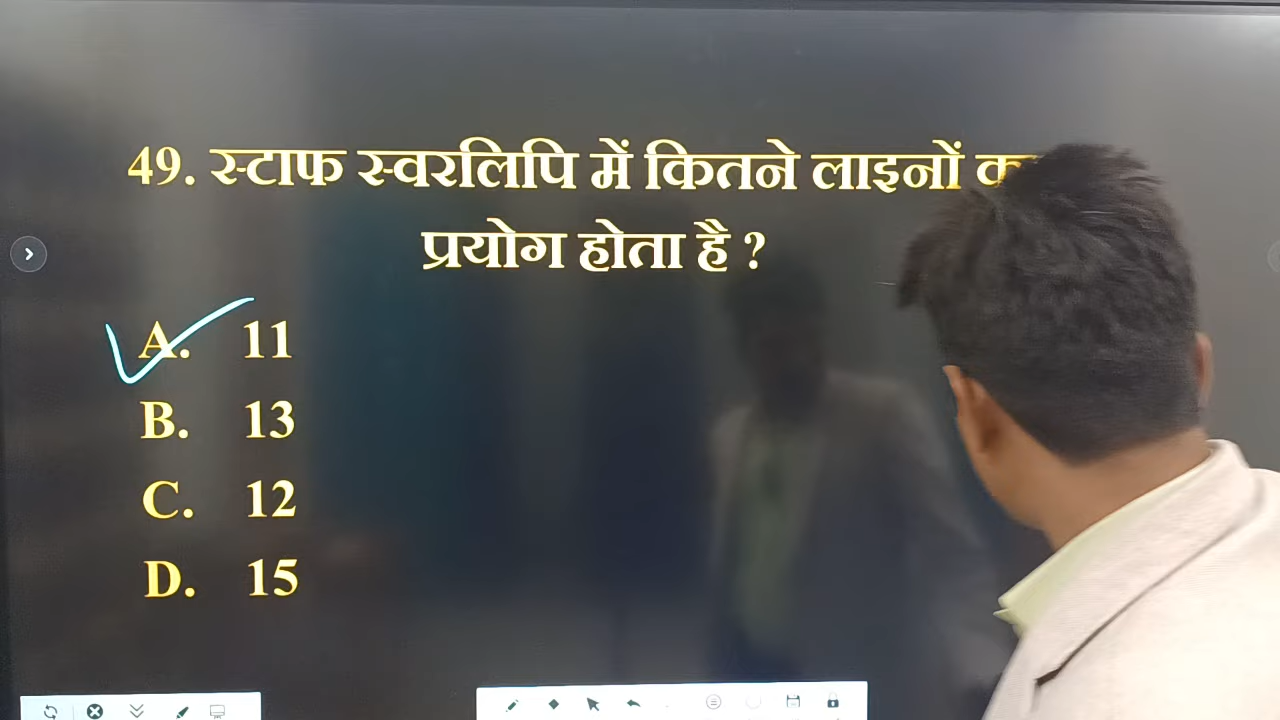 49. स्टाफ स्वरलिपि में कितने लाइनों
प्रयोग होता है ?
A. 11
B. 13
C. 12
D. 15